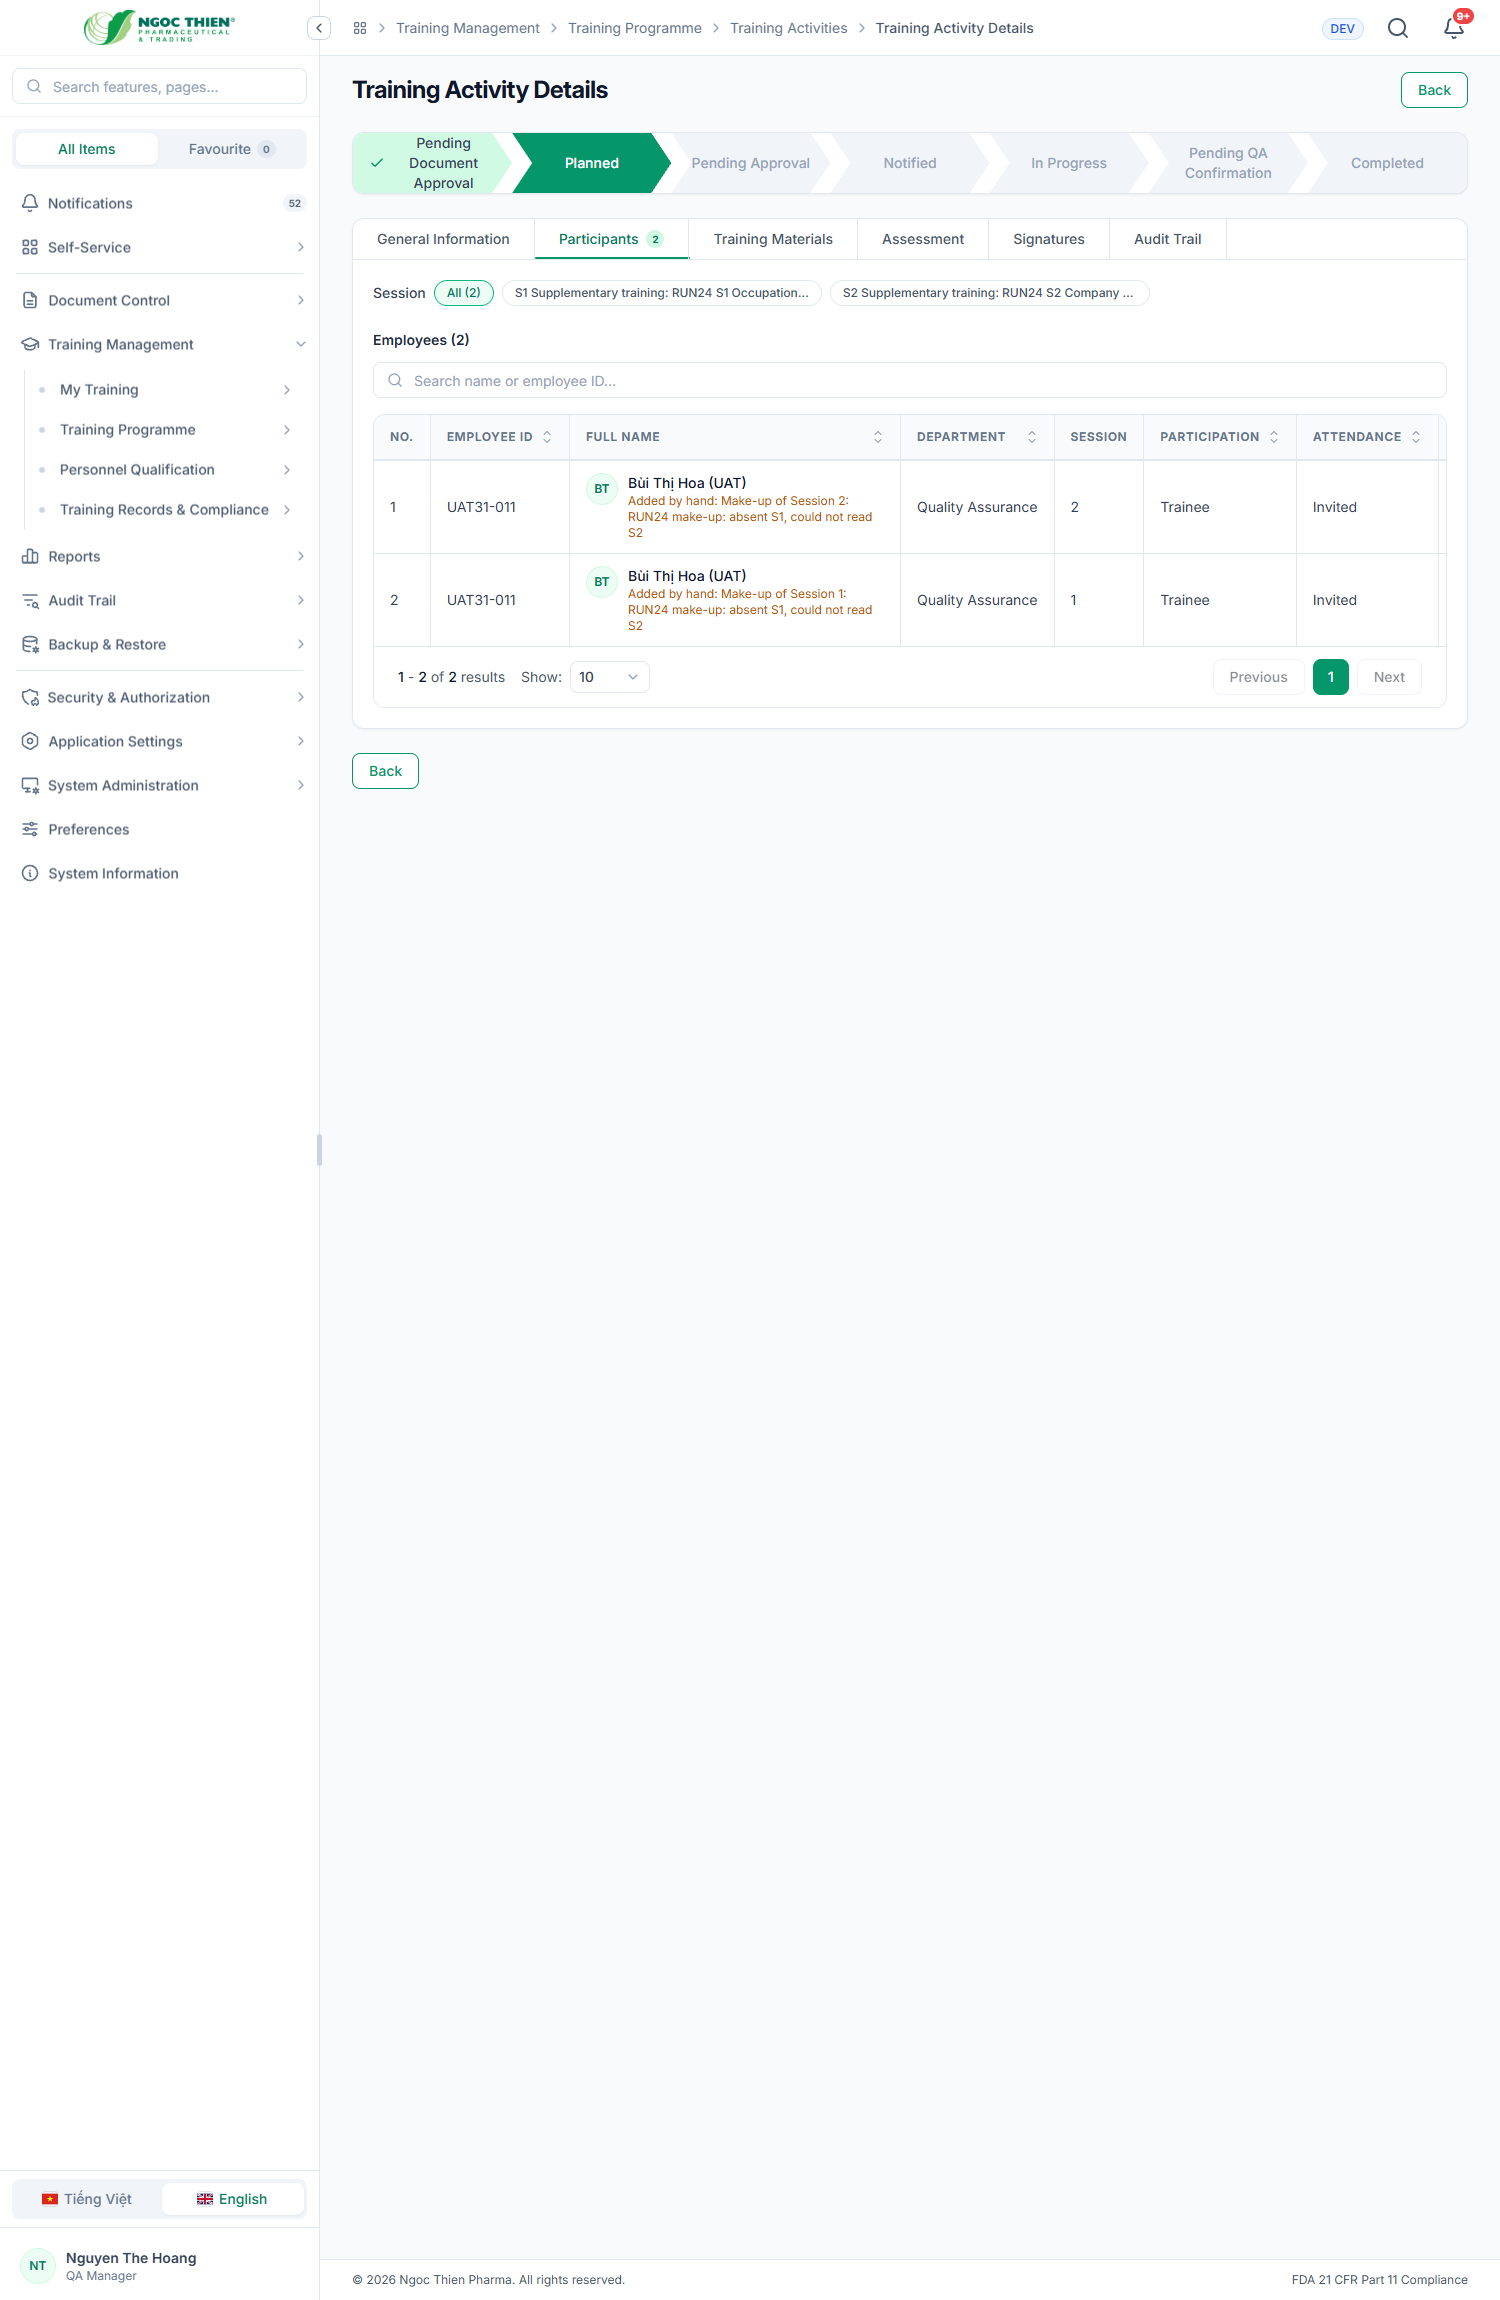 NGOC THIEN®
PHARMACEUTICAL
& TRADING
Search features, pages...
All Items
Favourite 0
Notifications 52
Self-Service
Document Control
Training Management
My Training
Training Programme
Personnel Qualification
Training Records & Compliance
Reports
Audit Trail
Backup & Restore
Security & Authorization
Application Settings
System Administration
Preferences
System Information
Tiếng Việt
English
NT
Nguyen The Hoang
QA Manager
Training Management
Training Programme
Training Activities
Training Activity Details
DEV
9+
Training Activity Details
Back
Pending
Document
Approval
Planned
Pending Approval
Notified
In Progress
Pending QA
Confirmation
Completed
General Information
Participants 2
Training Materials
Assessment
Signatures
Audit Trail
Session
All (2)
S1 Supplementary training: RUN24 S1 Occupation...
S2 Supplementary training: RUN24 S2 Company ...
Employees (2)
Search name or employee ID...
NO. EMPLOYEE ID FULL NAME DEPARTMENT SESSION PARTICIPATION ATTENDANCE
1 UAT31-011 BT Bùi Thị Hoa (UAT) Quality Assurance 2 Trainee Invited
Added by hand: Make-up of Session 2:
RUN24 make-up: absent S1, could not read
S2
2 UAT31-011 BT Bùi Thị Hoa (UAT) Quality Assurance 1 Trainee Invited
Added by hand: Make-up of Session 1:
RUN24 make-up: absent S1, could not read
S2
1 - 2 of 2 results Show: 10
Previous 1 Next
Back
© 2026 Ngoc Thien Pharma. All rights reserved.
FDA 21 CFR Part 11 Compliance